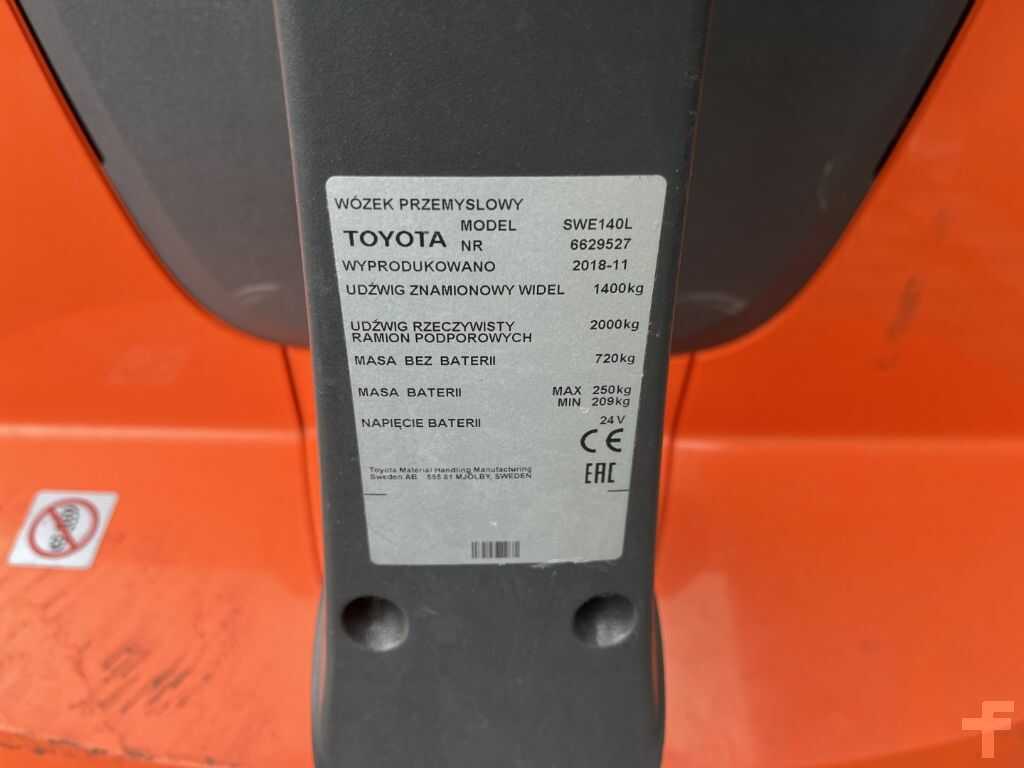 WÓZEK PRZEMYSLOWY
TOYOTA MODEL SWE140L
NR 6629527
WYPRODUKOWANO 2018-11
UDŹWIG ZNAMIONOWY WIDEL 1400kg
UDŹWIG RZECZYWISTY 2000kg
RAMION PODPOROWYCH
MASA BEZ BATERII 720kg
MASA BATERII MAX 250kg
MIN 209kg
NAPIĘCIE BATERII 24 V
CE
Toyota Material Handling Manufacturing
Sweden AB 595 81 MJÖLBY, SWEDEN
EAC